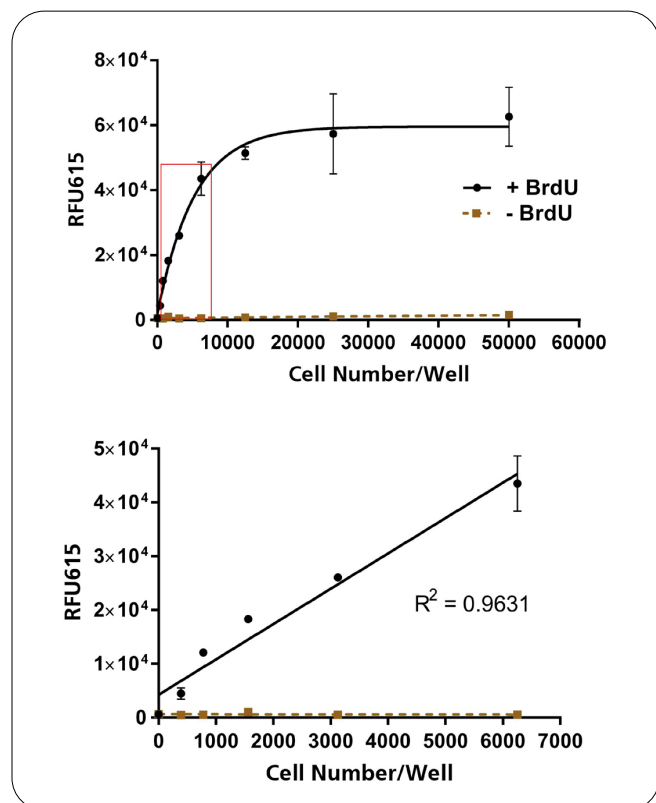 8×10⁴
6×10⁴
4×10⁴
2×10⁴
0
RFU615
+ BrdU
- BrdU
0 10000 20000 30000 40000 50000 60000
Cell Number/Well
5×10⁴
4×10⁴
3×10⁴
2×10⁴
1×10⁴
0
RFU615
R² = 0.9631
0 1000 2000 3000 4000 5000 6000 7000
Cell Number/Well